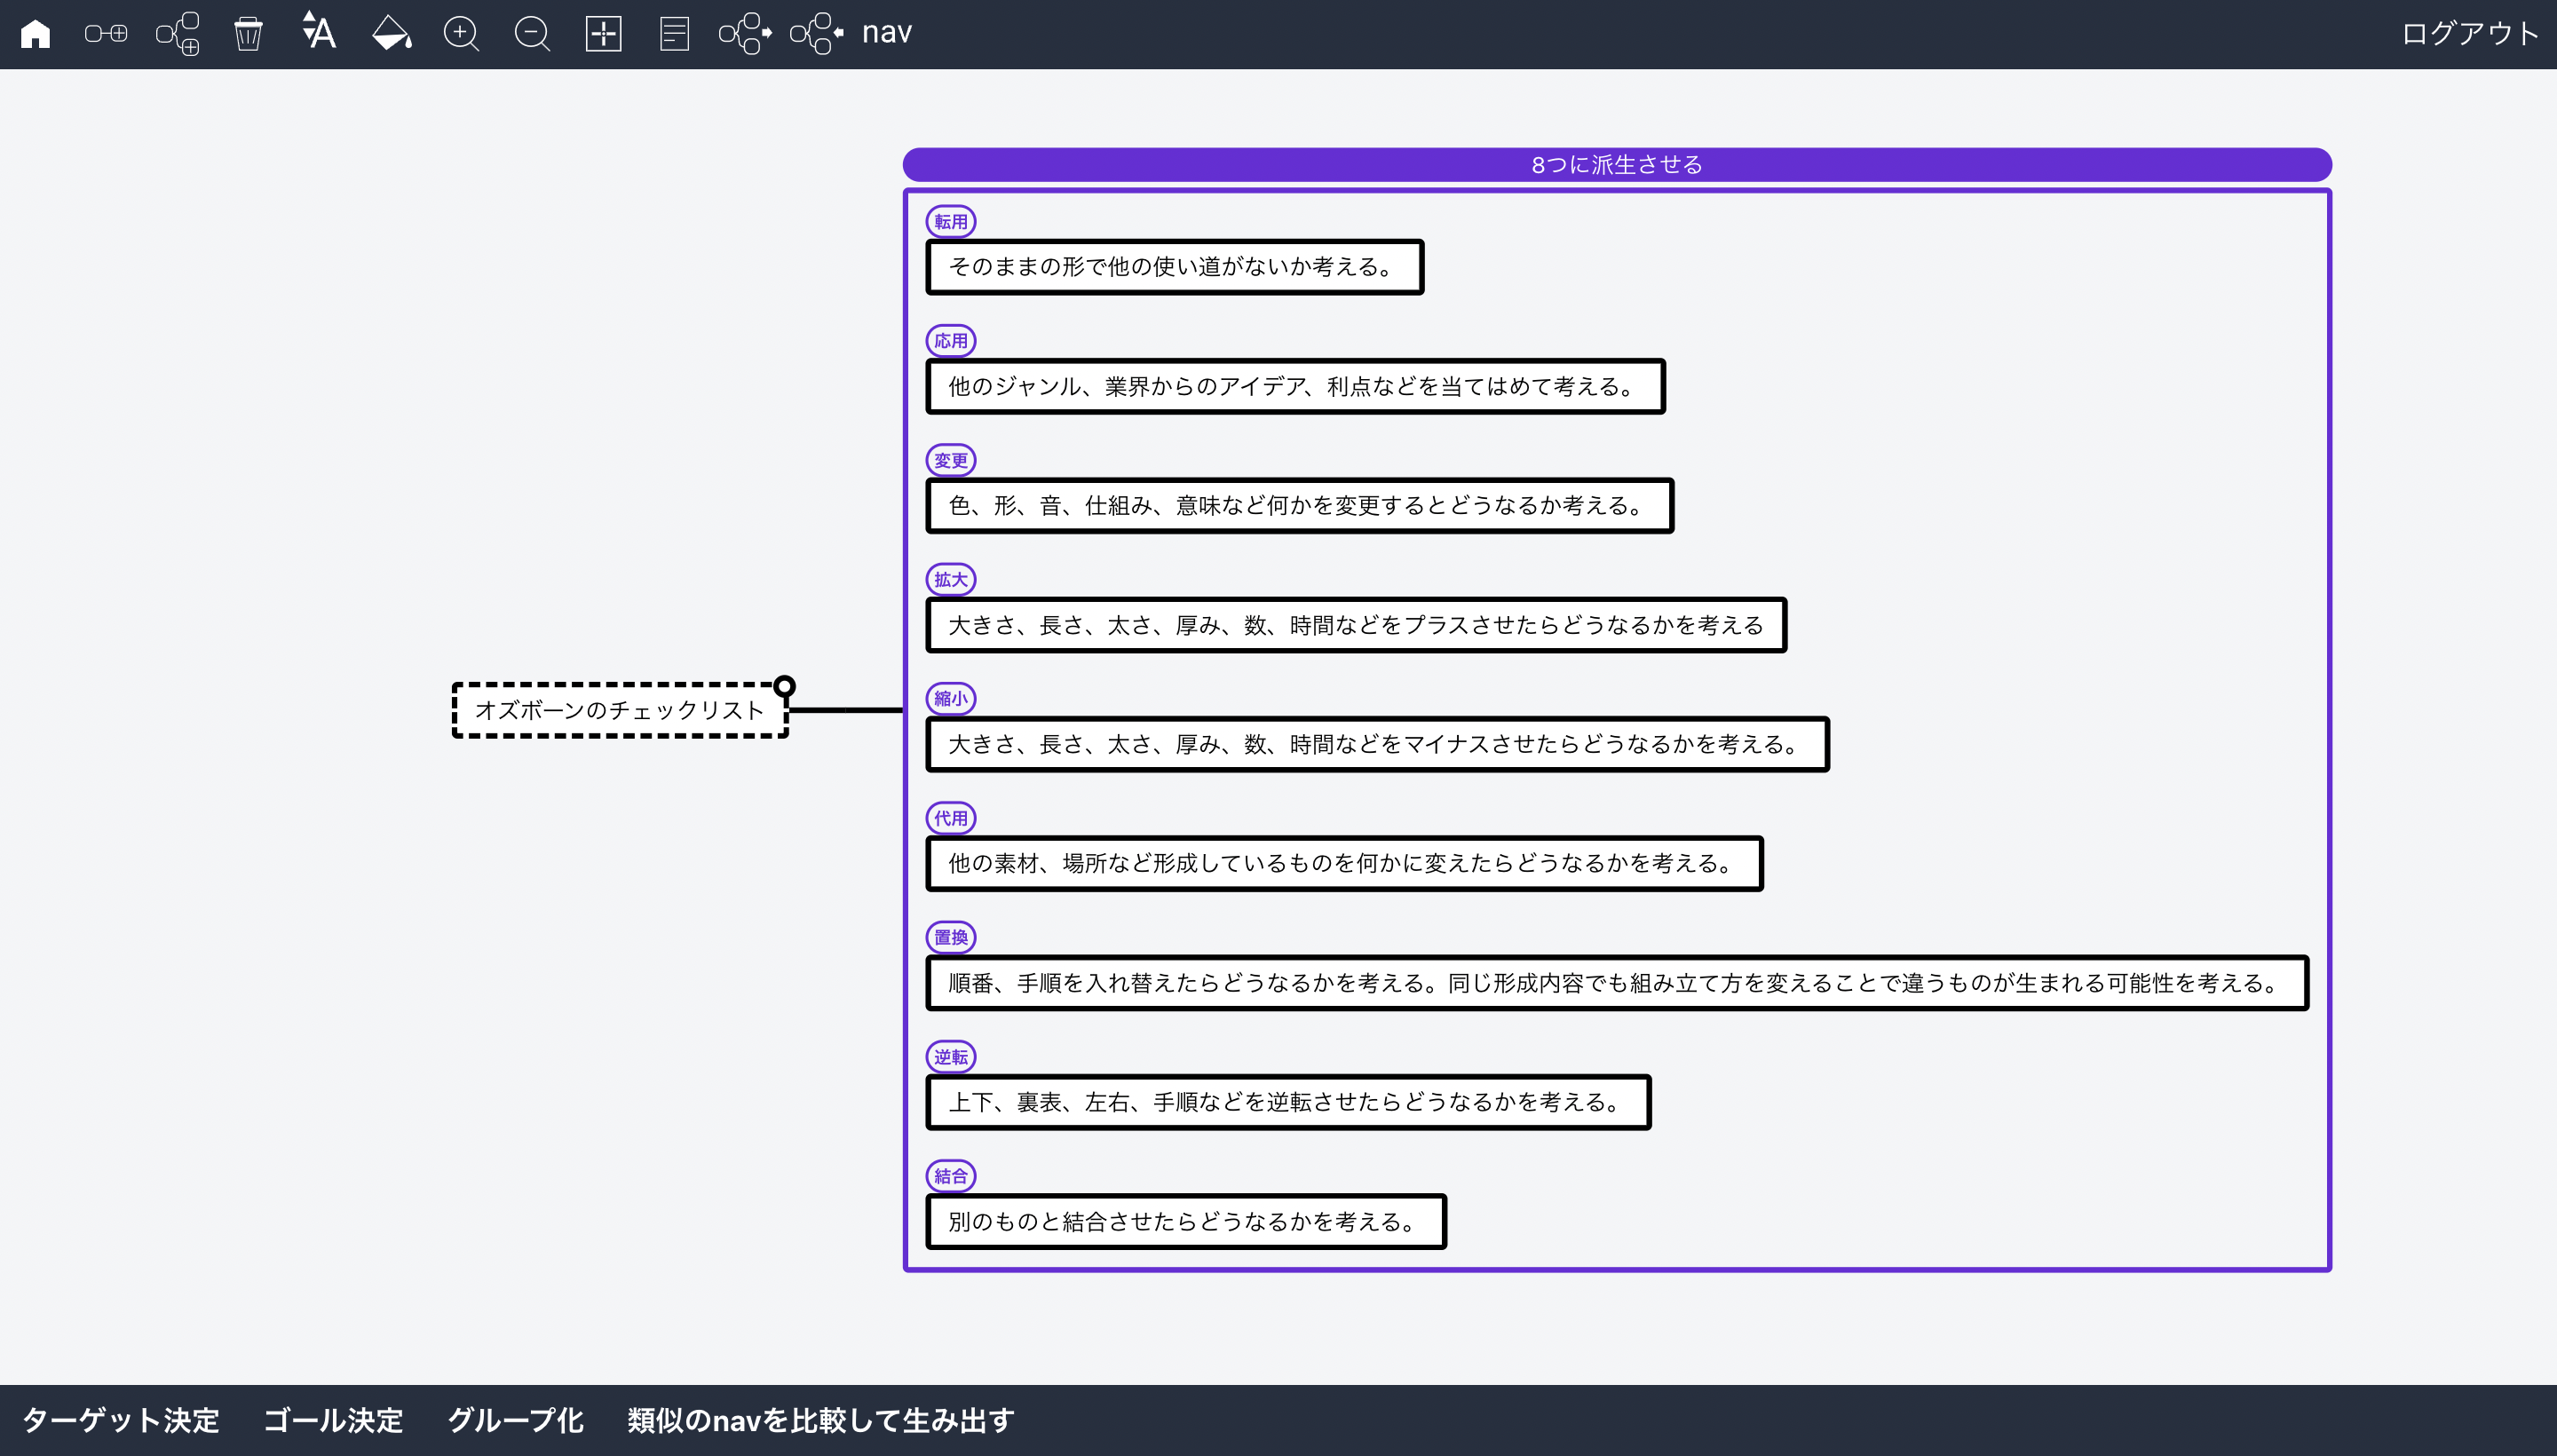 nav
ログアウト
8つに派生させる
転用
そのままの形で他の使い道がないか考える。
応用
他のジャンル、業界からのアイデア、利点などを当てはめて考える。
変更
色、形、音、仕組み、意味など何かを変更するとどうなるか考える。
拡大
大きさ、長さ、太さ、厚み、数、時間などをプラスさせたらどうなるかを考える
オズボーンのチェックリスト
縮小
大きさ、長さ、太さ、厚み、数、時間などをマイナスさせたらどうなるかを考える。
代用
他の素材、場所など形成しているものを何かに変えたらどうなるかを考える。
置換
順番、手順を入れ替えたらどうなるかを考える。同じ形成内容でも組み立て方を変えることで違うものが生まれる可能性を考える。
逆転
上下、裏表、左右、手順などを逆転させたらどうなるかを考える。
結合
別のものと結合させたらどうなるかを考える。
ターゲット決定 ゴール決定 グループ化 類似のnavを比較して生み出す